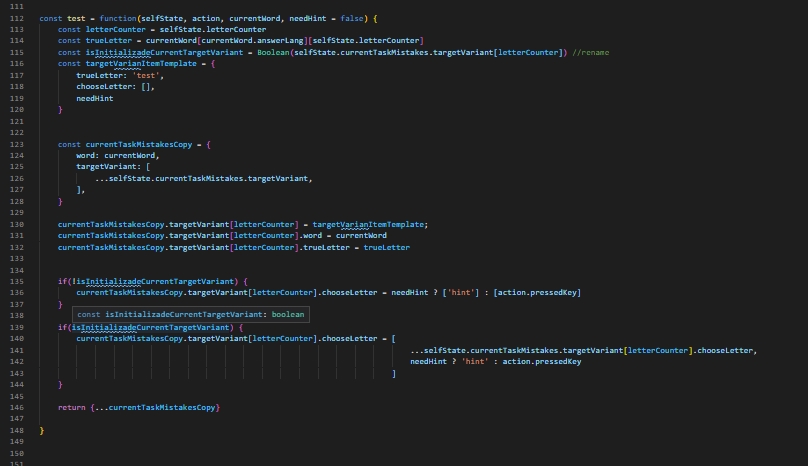 111
112 const test = function(selfState, action, currentWord, needHint = false) {
113 const letterCounter = selfState.letterCounter
114 const trueLetter = currentWord[currentWord.answerLang][selfState.letterCounter]
115 const isInitializadeCurrentTargetVariant = Boolean(selfState.currentTaskMistakes.targetVariant[letterCounter]) //rename
116 const targetVarianItemTemplate = {
117 trueLetter: 'test',
118 chooseLetter: [],
119 needHint
120 }
121
122
123 const currentTaskMistakesCopy = {
124 word: currentWord,
125 targetVariant: [
126 ...selfState.currentTaskMistakes.targetVariant,
127 ],
128 }
129
130 currentTaskMistakesCopy.targetVariant[letterCounter] = targetVarianItemTemplate;
131 currentTaskMistakesCopy.targetVariant[letterCounter].word = currentWord
132 currentTaskMistakesCopy.targetVariant[letterCounter].trueLetter = trueLetter
133
134
135 if(!isInitializadeCurrentTargetVariant) {
136 currentTaskMistakesCopy.targetVariant[letterCounter].chooseLetter = needHint ? ['hint'] : [action.pressedKey]
137 }
138 const isInitializadeCurrentTargetVariant: boolean
139 if(isInitializadeCurrentTargetVariant) {
140 currentTaskMistakesCopy.targetVariant[letterCounter].chooseLetter = [
141 ...selfState.currentTaskMistakes.targetVariant[letterCounter].chooseLetter,
142 needHint ? 'hint' : action.pressedKey
143 ]
144 }
145
146 return {...currentTaskMistakesCopy}
147
148 }
149
150
151